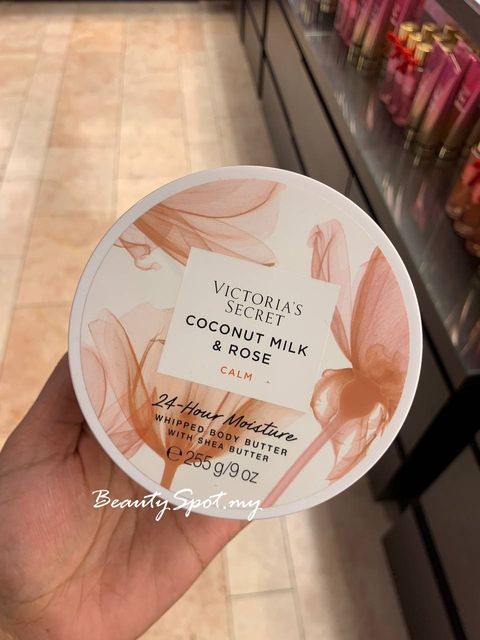 VICTORIA'S
SECRET
COCONUT MILK
& ROSE
CALM
24-Hour Moisture
WHIPPED BODY BUTTER
WITH SHEA BUTTER
℮ 255 g/9 oz
BeautySpot.my